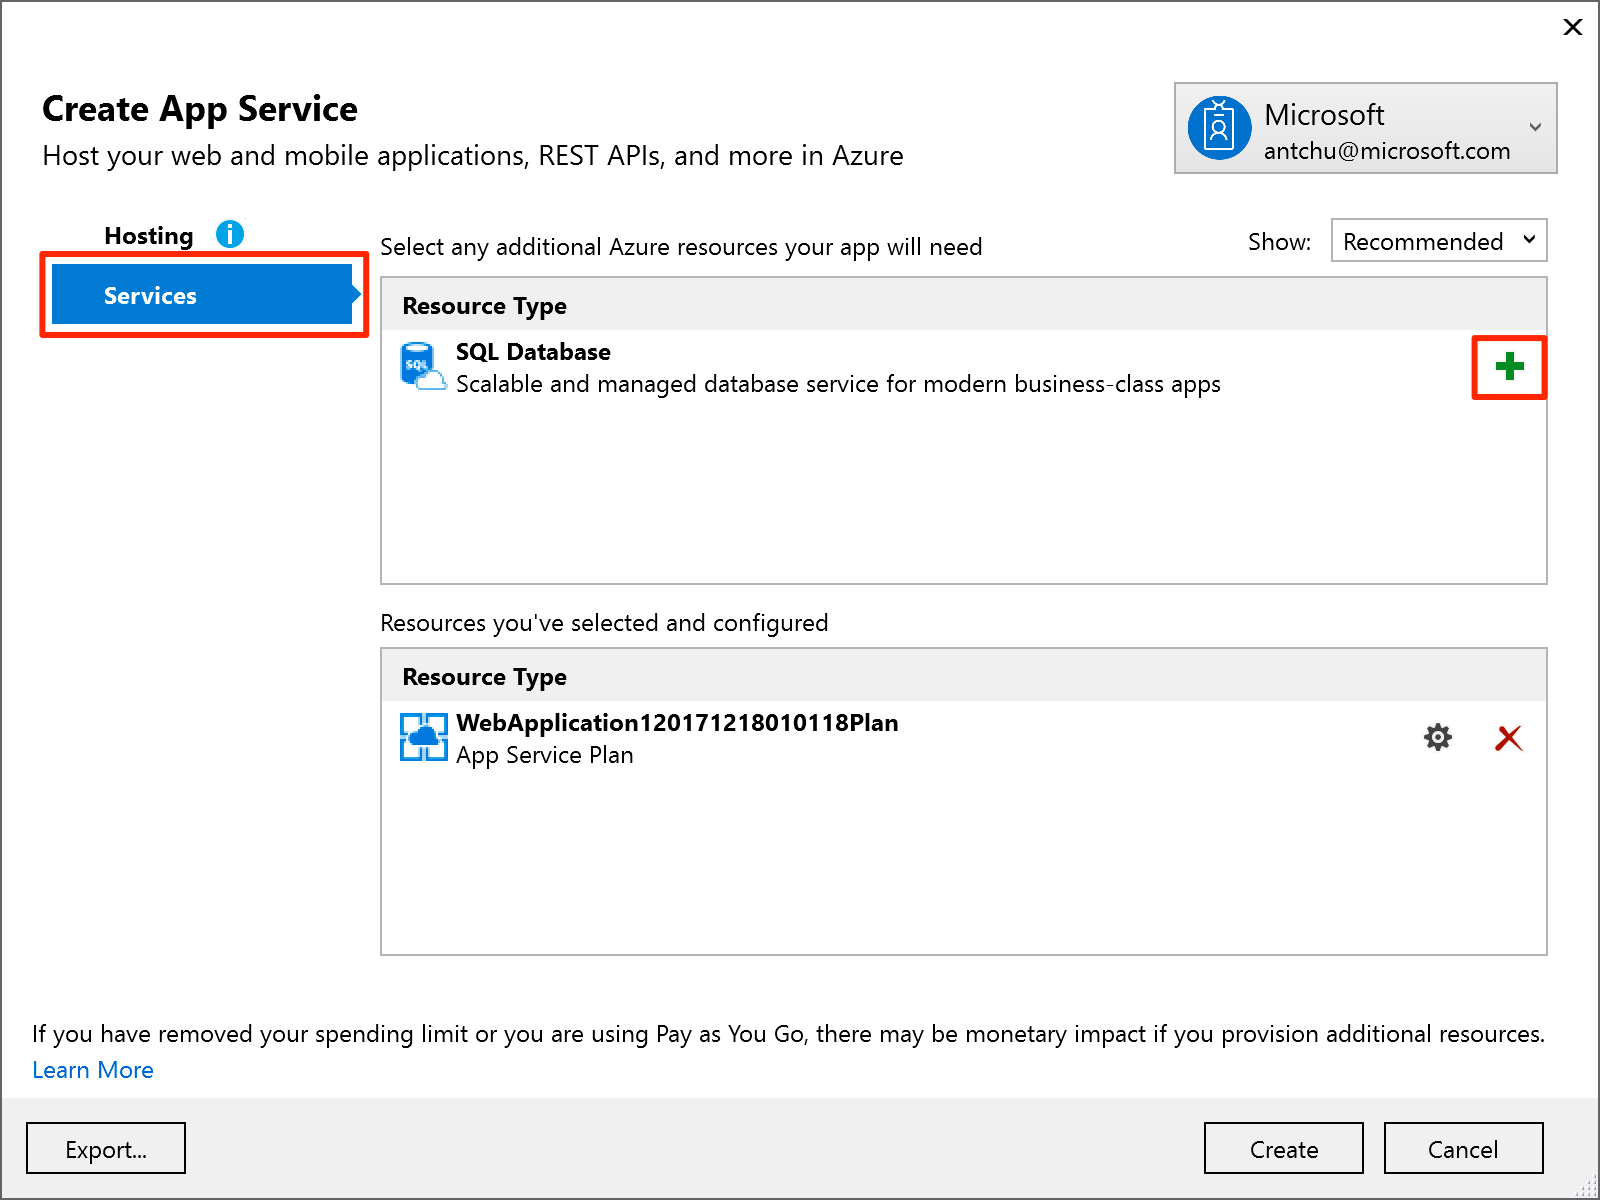 Create App Service
Host your web and mobile applications, REST APIs, and more in Azure
Microsoft
antchu@microsoft.com
Hosting
Services
Select any additional Azure resources your app will need
Show:
Recommended
Resource Type
SQL
SQL Database
Scalable and managed database service for modern business-class apps
Resources you've selected and configured
Resource Type
WebApplication120171218010118Plan
App Service Plan
If you have removed your spending limit or you are using Pay as You Go, there may be monetary impact if you provision additional resources.
Learn More
Export...
Create
Cancel